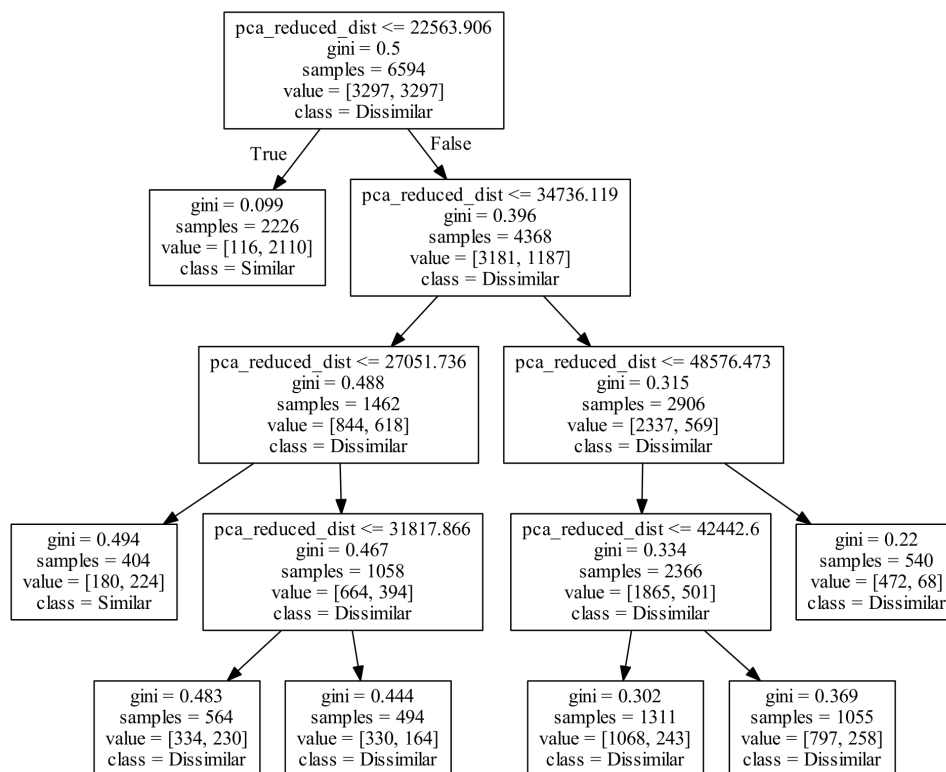 pca_reduced_dist <= 22563.906
gini = 0.5
samples = 6594
value = [3297, 3297]
class = Dissimilar
True
False
gini = 0.099
samples = 2226
value = [116, 2110]
class = Similar
pca_reduced_dist <= 34736.119
gini = 0.396
samples = 4368
value = [3181, 1187]
class = Dissimilar
pca_reduced_dist <= 27051.736
gini = 0.488
samples = 1462
value = [844, 618]
class = Dissimilar
pca_reduced_dist <= 48576.473
gini = 0.315
samples = 2906
value = [2337, 569]
class = Dissimilar
gini = 0.494
samples = 404
value = [180, 224]
class = Similar
pca_reduced_dist <= 31817.866
gini = 0.467
samples = 1058
value = [664, 394]
class = Dissimilar
pca_reduced_dist <= 42442.6
gini = 0.334
samples = 2366
value = [1865, 501]
class = Dissimilar
gini = 0.22
samples = 540
value = [472, 68]
class = Dissimilar
gini = 0.483
samples = 564
value = [334, 230]
class = Dissimilar
gini = 0.444
samples = 494
value = [330, 164]
class = Dissimilar
gini = 0.302
samples = 1311
value = [1068, 243]
class = Dissimilar
gini = 0.369
samples = 1055
value = [797, 258]
class = Dissimilar